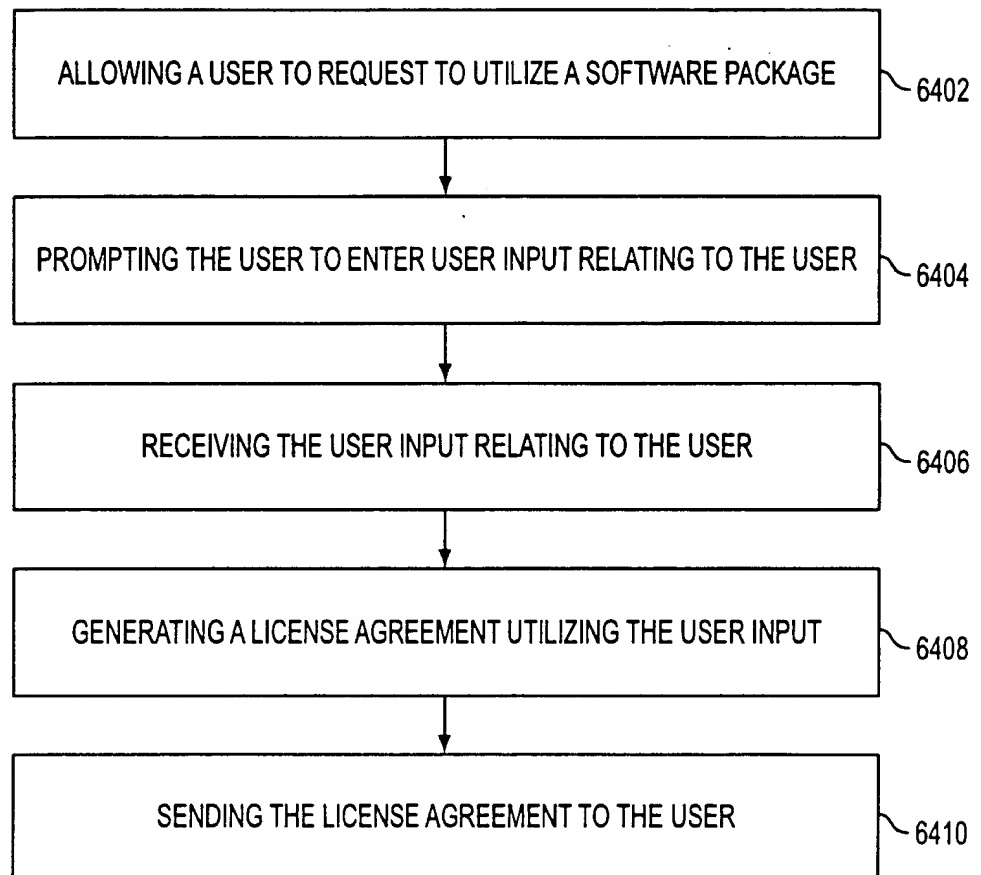 ALLOWING A USER TO REQUEST TO UTILIZE A SOFTWARE PACKAGE
6402
PROMPTING THE USER TO ENTER USER INPUT RELATING TO THE USER
6404
RECEIVING THE USER INPUT RELATING TO THE USER
6406
GENERATING A LICENSE AGREEMENT UTILIZING THE USER INPUT
6408
SENDING THE LICENSE AGREEMENT TO THE USER
6410